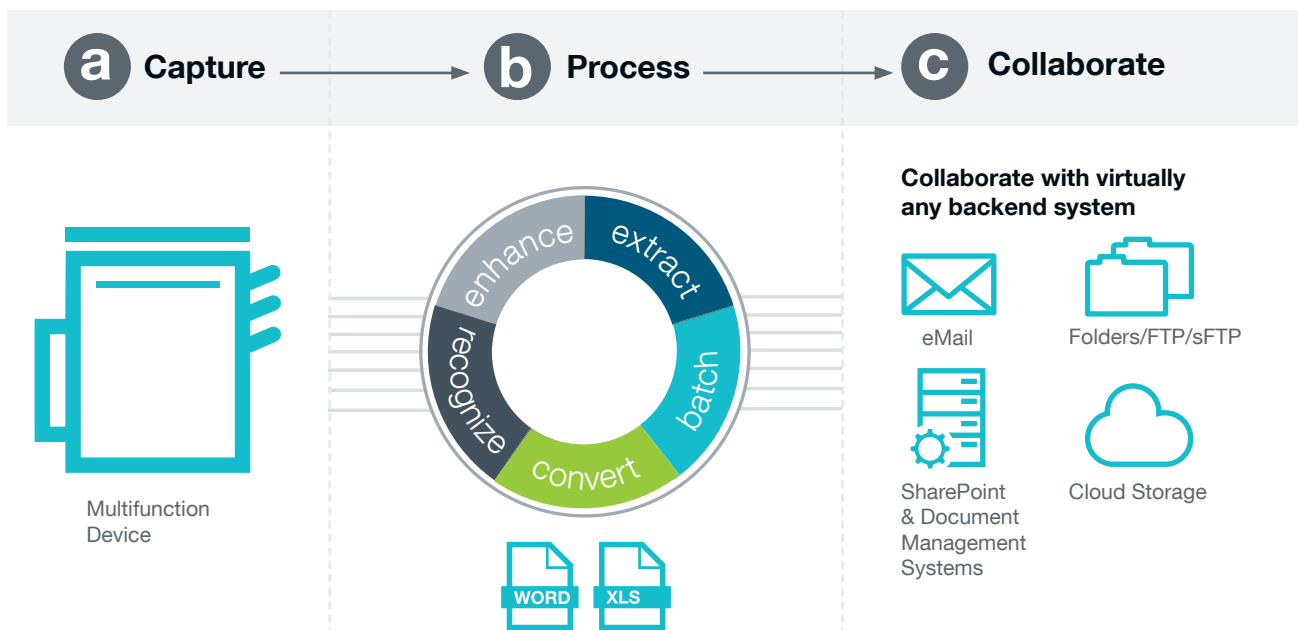 a Capture
b Process
c Collaborate
Multifunction
Device
enhance
extract
batch
convert
recognize
WORD
XLS
Collaborate with virtually
any backend system
eMail
Folders/FTP/sFTP
SharePoint
& Document
Management
Systems
Cloud Storage